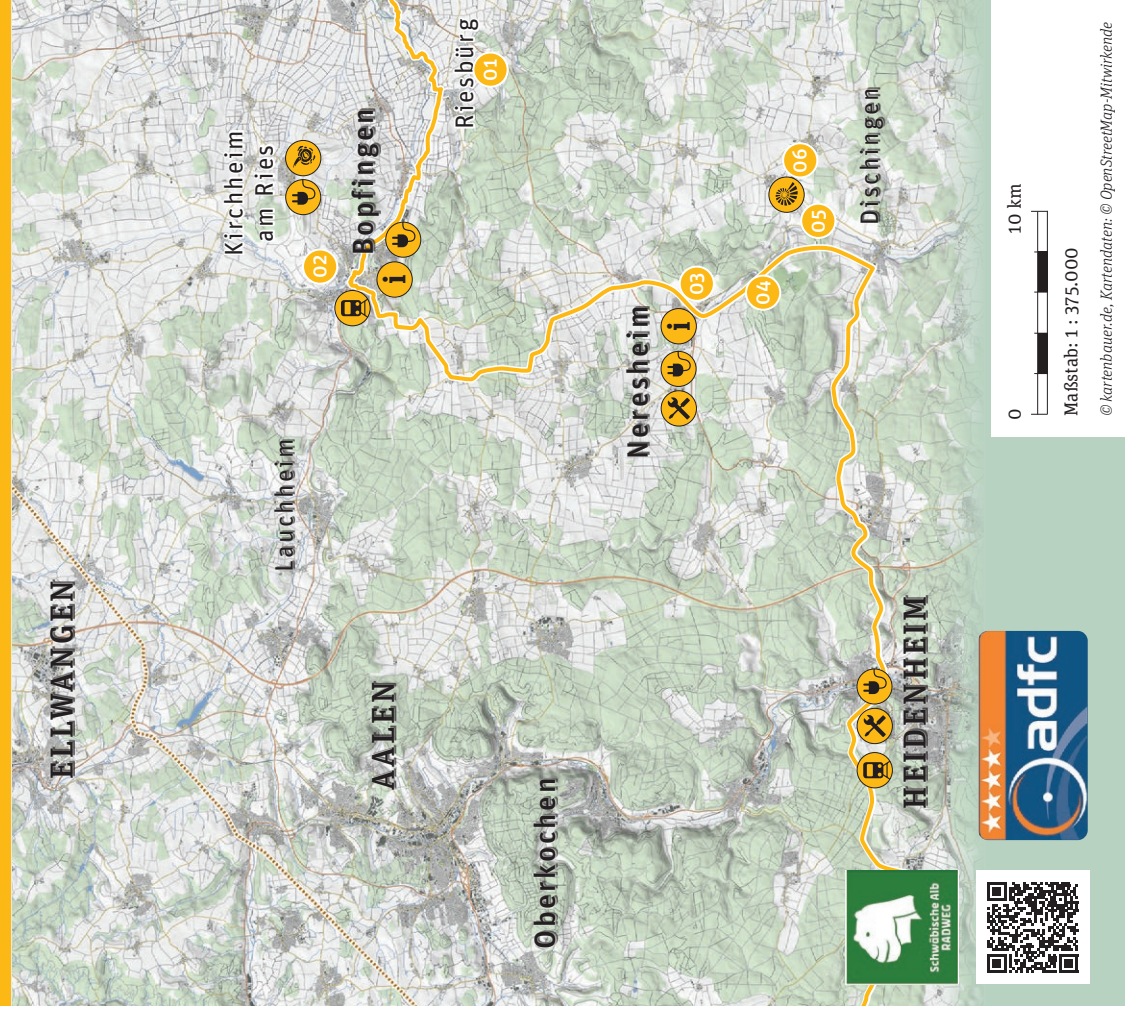 ELLWANGEN
Kirchheim
am Ries
02
Bopfingen
Riesbürg
01
Lauchheim
AALEN
Oberkochen
Neresheim
03
04
05
06
Dischingen
HEIDENHEIM
Schwäbische Alb
RADWEG
adfc
0 10 km
Maßstab: 1 : 375.000
© kartenbauer.de, Kartendaten: © OpenStreetMap-Mitwirkende